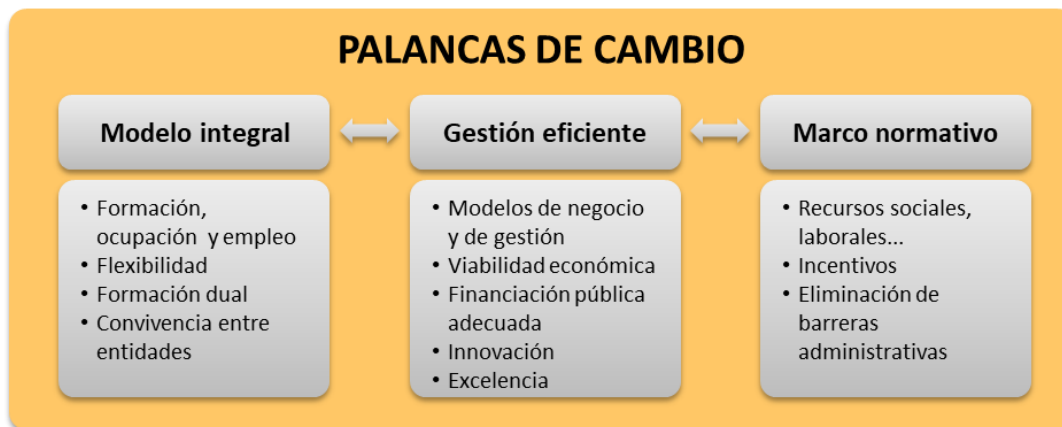 PALANCAS DE CAMBIO
Modelo integral
• Formación,
ocupación y empleo
• Flexibilidad
• Formación dual
• Convivencia entre
entidades
Gestión eficiente
• Modelos de negocio
y de gestión
• Viabilidad económica
• Financiación pública
adecuada
• Innovación
• Excelencia
Marco normativo
• Recursos sociales,
laborales...
• Incentivos
• Eliminación de
barreras
administrativas